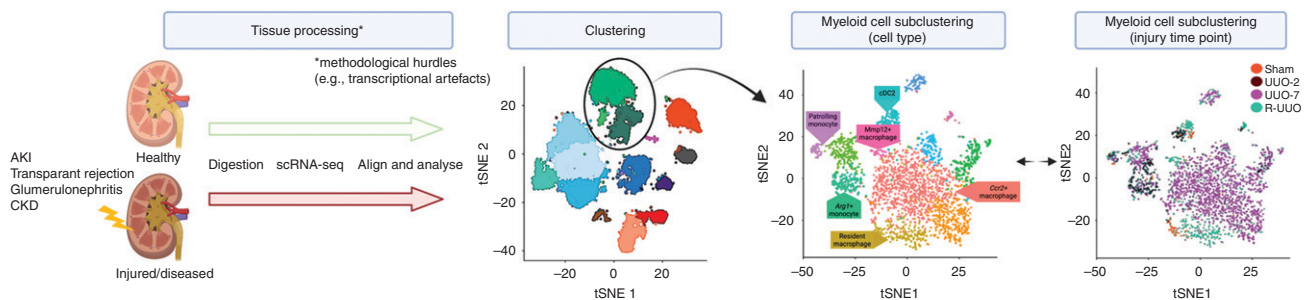 Tissue processing*
*methodological hurdles
(e.g., transcriptional artefacts)
Healthy
AKI
Transparant rejection
Glumerulonephritis
CKD
Digestion scRNA-seq Align and analyse
Injured/diseased
Clustering
tSNE 2
20
0
–20
–40
–20 0 20
tSNE 1
Myeloid cell subclustering
(cell type)
tSNE2
40
20
0
–20
cDC2
Patrolling
monocyte
Mmp12+
macrophage
Ccr2+
macrophage
Arg1+
monocyte
Resident
macrophage
–50 –25 0 25
tSNE1
Myeloid cell subclustering
(injury time point)
Sham
UUO-2
UUO-7
R-UUO
tSNE2
40
20
0
–20
–50 –25 0 25
tSNE1